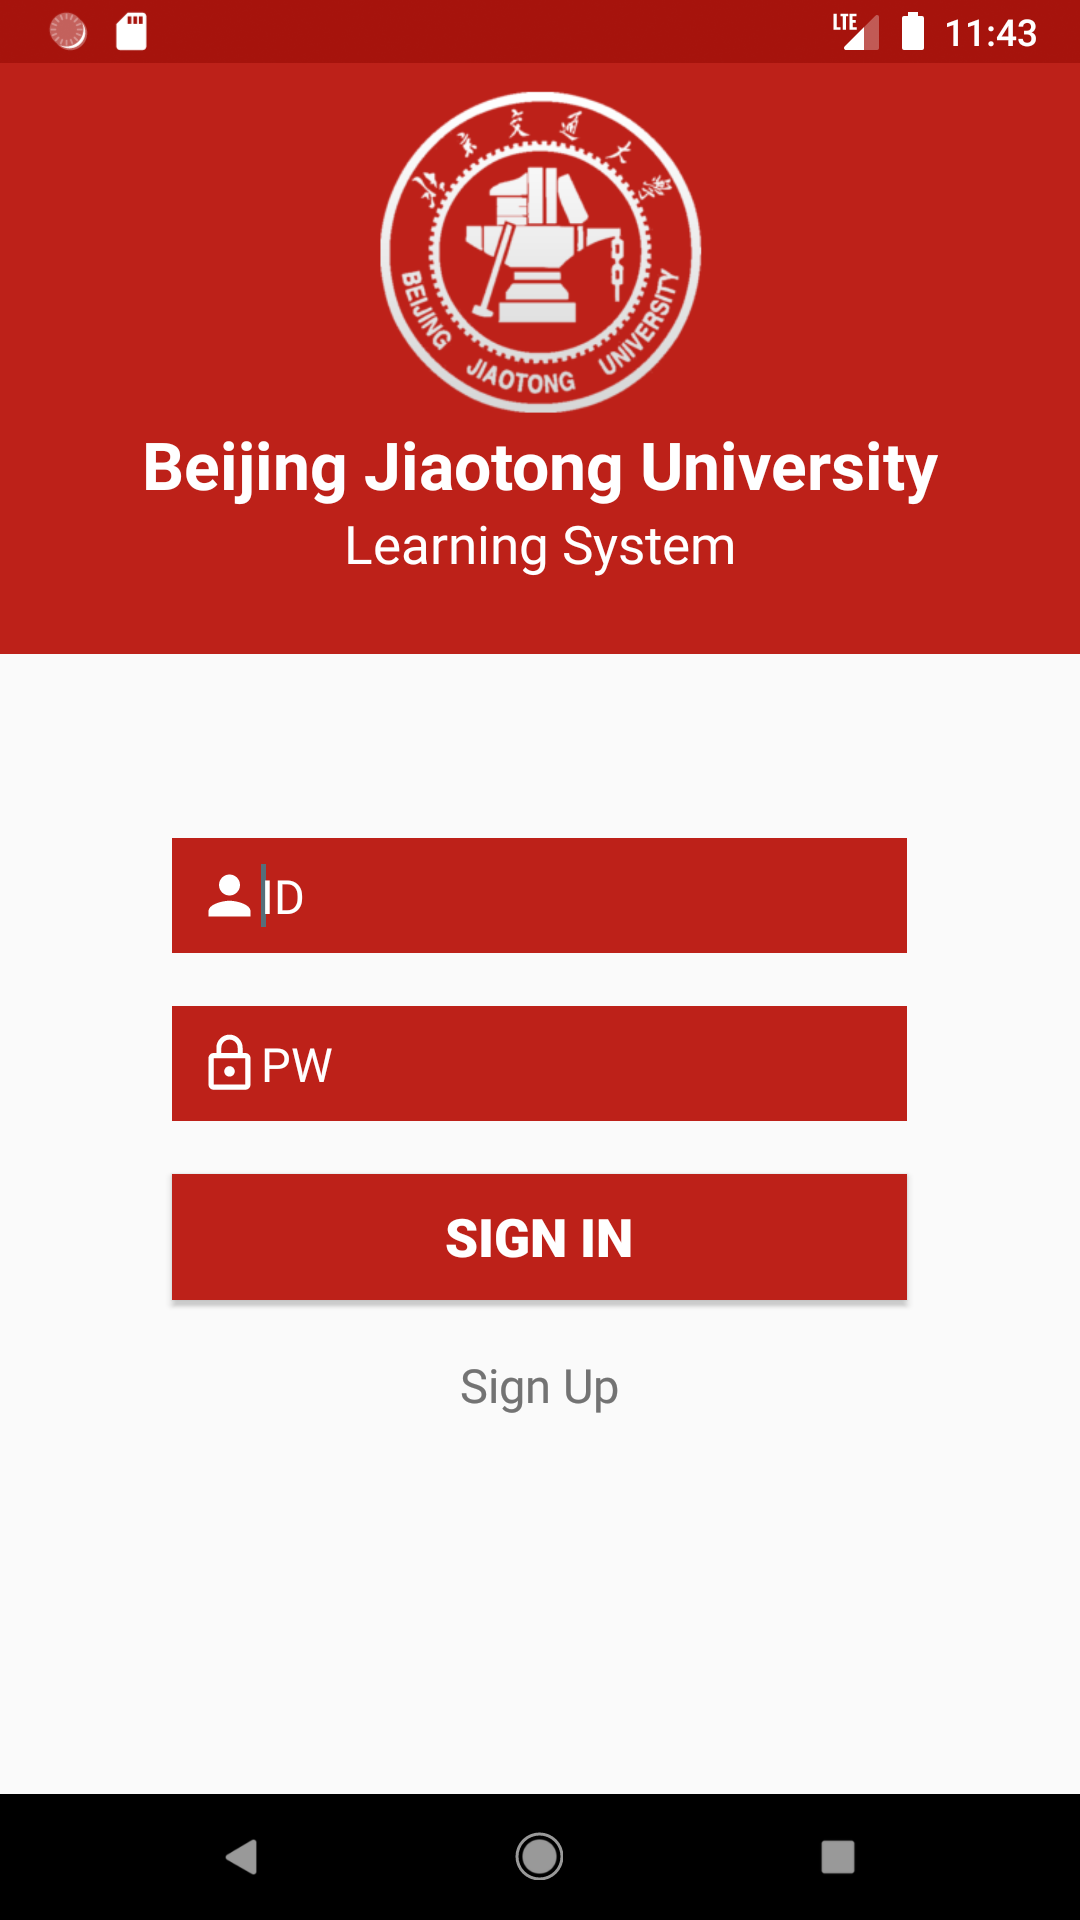 LTE 11:43
北京交通大學
BEIJING JIAOTONG UNIVERSITY
Beijing Jiaotong University
Learning System
ID
PW
SIGN IN
Sign Up